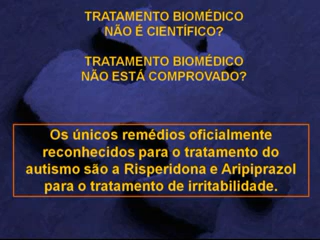 TRATAMENTO BIOMÉDICO
NÃO É CIENTÍFICO?
TRATAMENTO BIOMÉDICO
NÃO ESTÁ COMPROVADO?
Os únicos remédios oficialmente
reconhecidos para o tratamento do
autismo são a Risperidona e Aripiprazol
para o tratamento de irritabilidade.